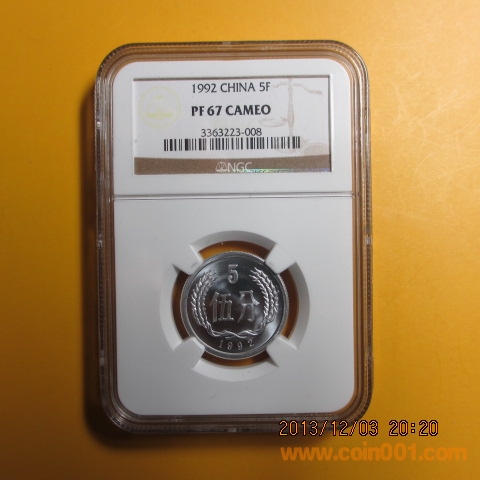 1992 CHINA 5F
PF 67 CAMEO
3363223-008
NGC
5
伍分
1992
2013/12/03 20:20
www.coin001.com